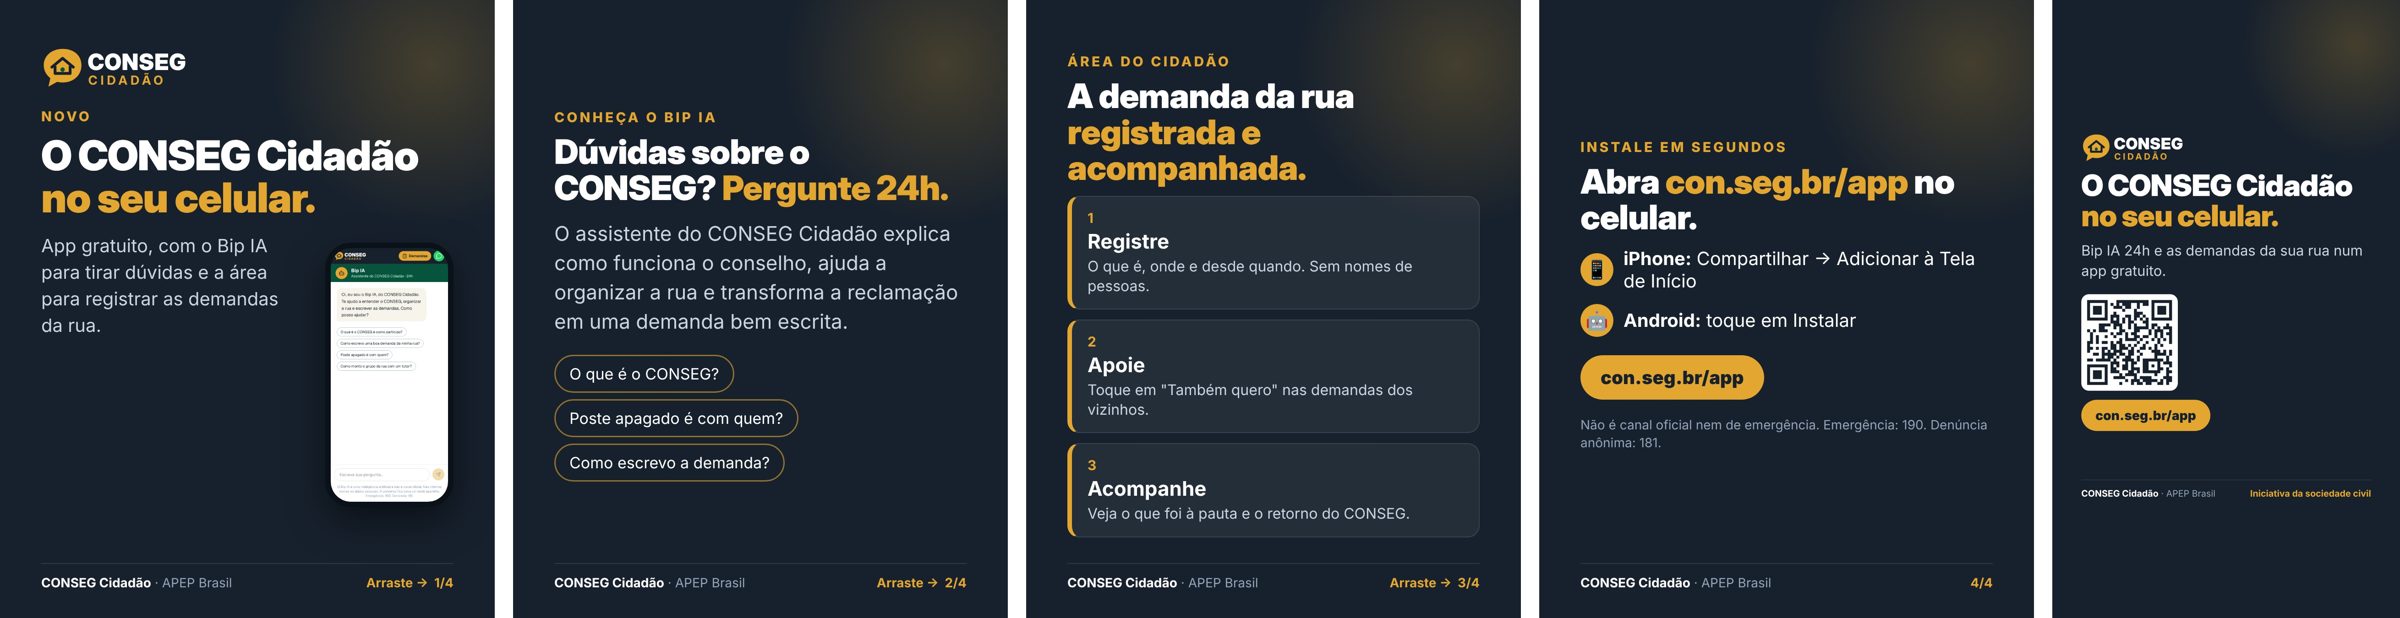 CONSEG
CIDADÃO
NOVO
O CONSEG Cidadão
no seu celular.
App gratuito, com o Bip IA
para tirar dúvidas e a área
para registrar as demandas
da rua.
CONSEG
Demandas
Bip IA
CONSEG Cidadão · APEP Brasil
Arraste → 1/4
CONHEÇA O BIP IA
Dúvidas sobre o
CONSEG? Pergunte 24h.
O assistente do CONSEG Cidadão explica
como funciona o conselho, ajuda a
organizar a rua e transforma a reclamação
em uma demanda bem escrita.
O que é o CONSEG?
Poste apagado é com quem?
Como escrevo a demanda?
CONSEG Cidadão · APEP Brasil
Arraste → 2/4
ÁREA DO CIDADÃO
A demanda da rua
registrada e
acompanhada.
1
Registre
O que é, onde e desde quando. Sem nomes de
pessoas.
2
Apoie
Toque em "Também quero" nas demandas dos
vizinhos.
3
Acompanhe
Veja o que foi à pauta e o retorno do CONSEG.
CONSEG Cidadão · APEP Brasil
Arraste → 3/4
INSTALE EM SEGUNDOS
Abra con.seg.br/app no
celular.
iPhone: Compartilhar → Adicionar à Tela
de Início
Android: toque em Instalar
con.seg.br/app
Não é canal oficial nem de emergência. Emergência: 190. Denúncia
anônima: 181.
CONSEG Cidadão · APEP Brasil
4/4
CONSEG
CIDADÃO
O CONSEG Cidadão
no seu celular.
Bip IA 24h e as demandas da sua rua num
app gratuito.
con.seg.br/app
CONSEG Cidadão · APEP Brasil
Iniciativa da sociedade civil